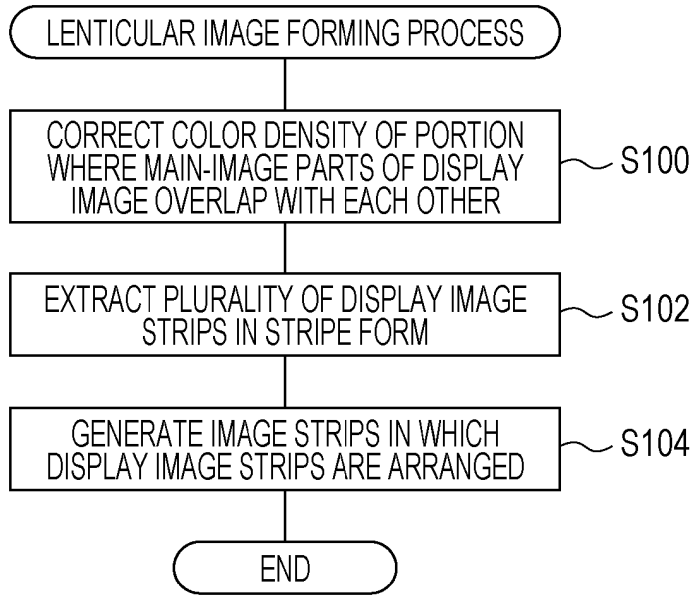 LENTICULAR IMAGE FORMING PROCESS
CORRECT COLOR DENSITY OF PORTION
WHERE MAIN-IMAGE PARTS OF DISPLAY
IMAGE OVERLAP WITH EACH OTHER
S100
EXTRACT PLURALITY OF DISPLAY IMAGE
STRIPS IN STRIPE FORM
S102
GENERATE IMAGE STRIPS IN WHICH
DISPLAY IMAGE STRIPS ARE ARRANGED
S104
END